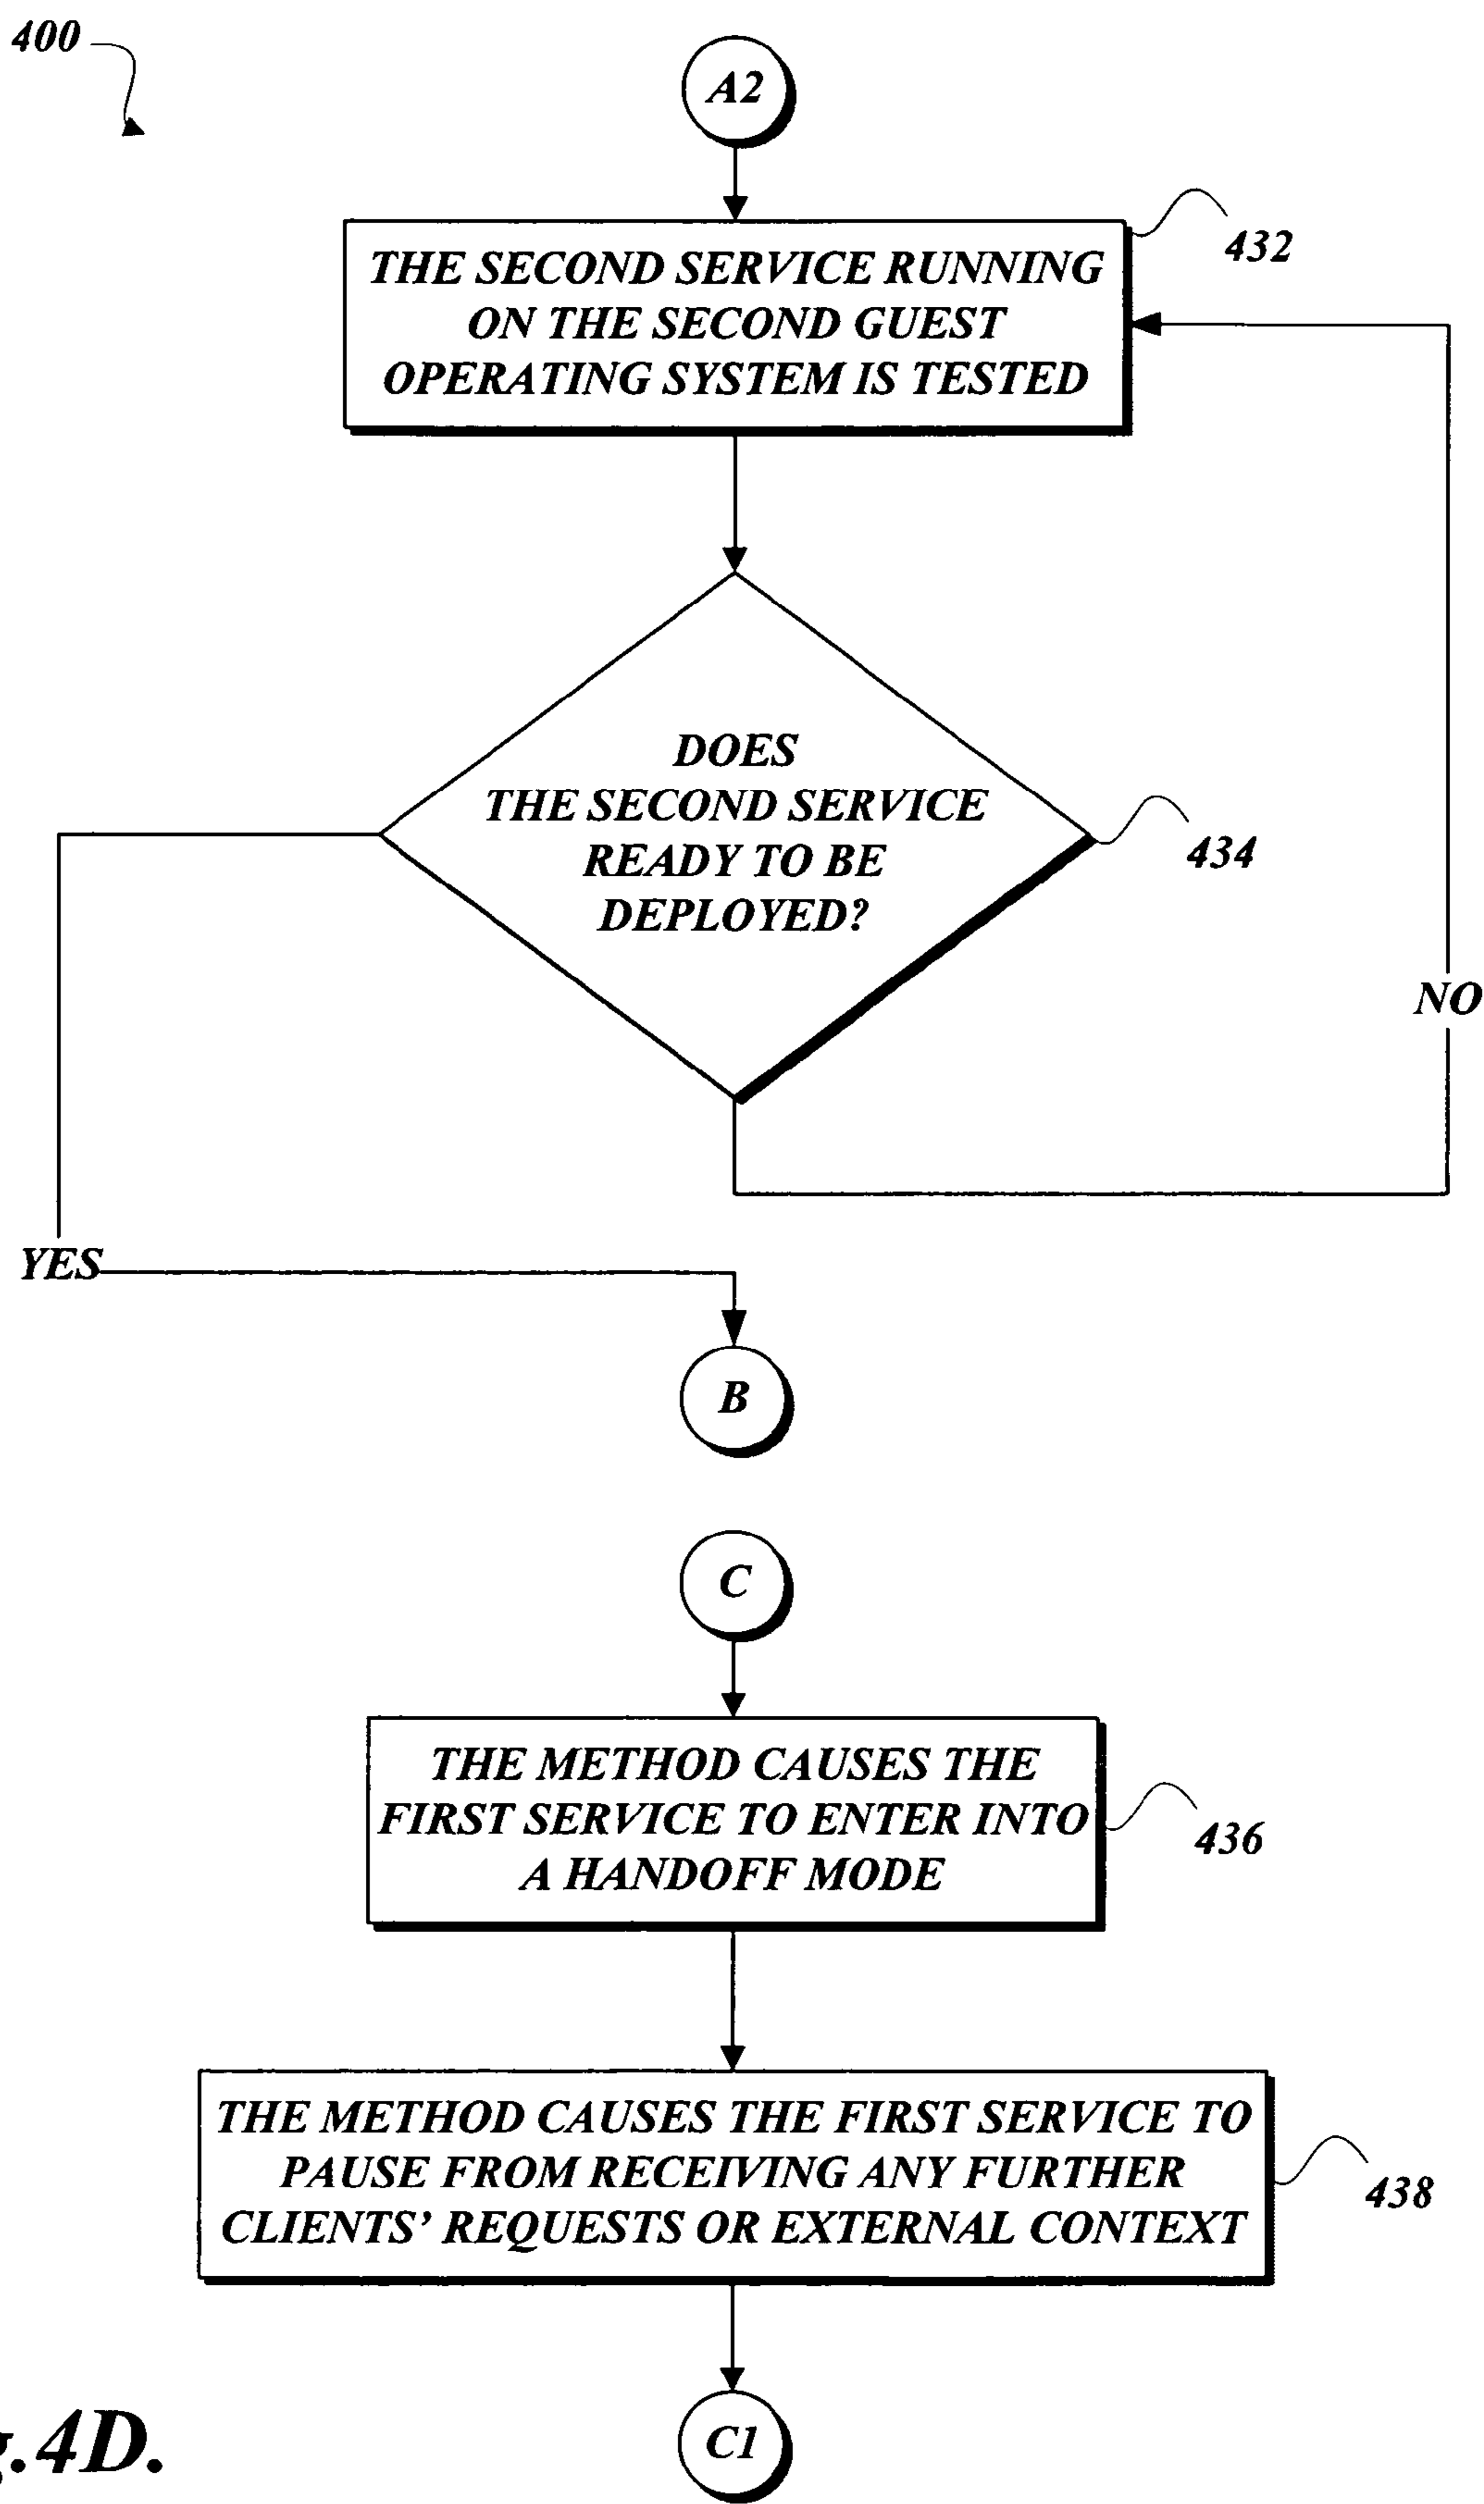 400
A2
THE SECOND SERVICE RUNNING
ON THE SECOND GUEST
OPERATING SYSTEM IS TESTED
432
DOES
THE SECOND SERVICE
READY TO BE
DEPLOYED?
434
NO
YES
B
C
THE METHOD CAUSES THE
FIRST SERVICE TO ENTER INTO
A HANDOFF MODE
436
THE METHOD CAUSES THE FIRST SERVICE TO
PAUSE FROM RECEIVING ANY FURTHER
CLIENTS’ REQUESTS OR EXTERNAL CONTEXT
438
C1
.4D.